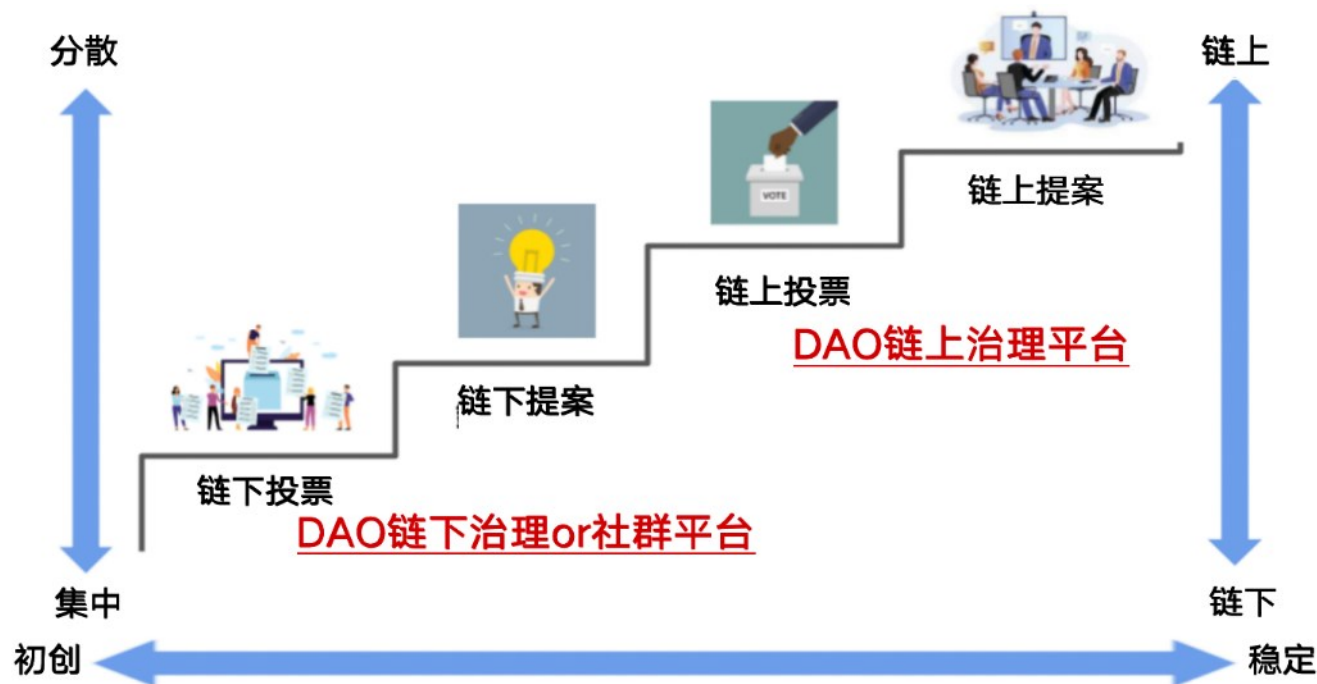 分散
链上
链上提案
VOTE
链上投票
DAO链上治理平台
链下提案
链下投票
DAO链下治理or社群平台
集中
链下
初创
稳定